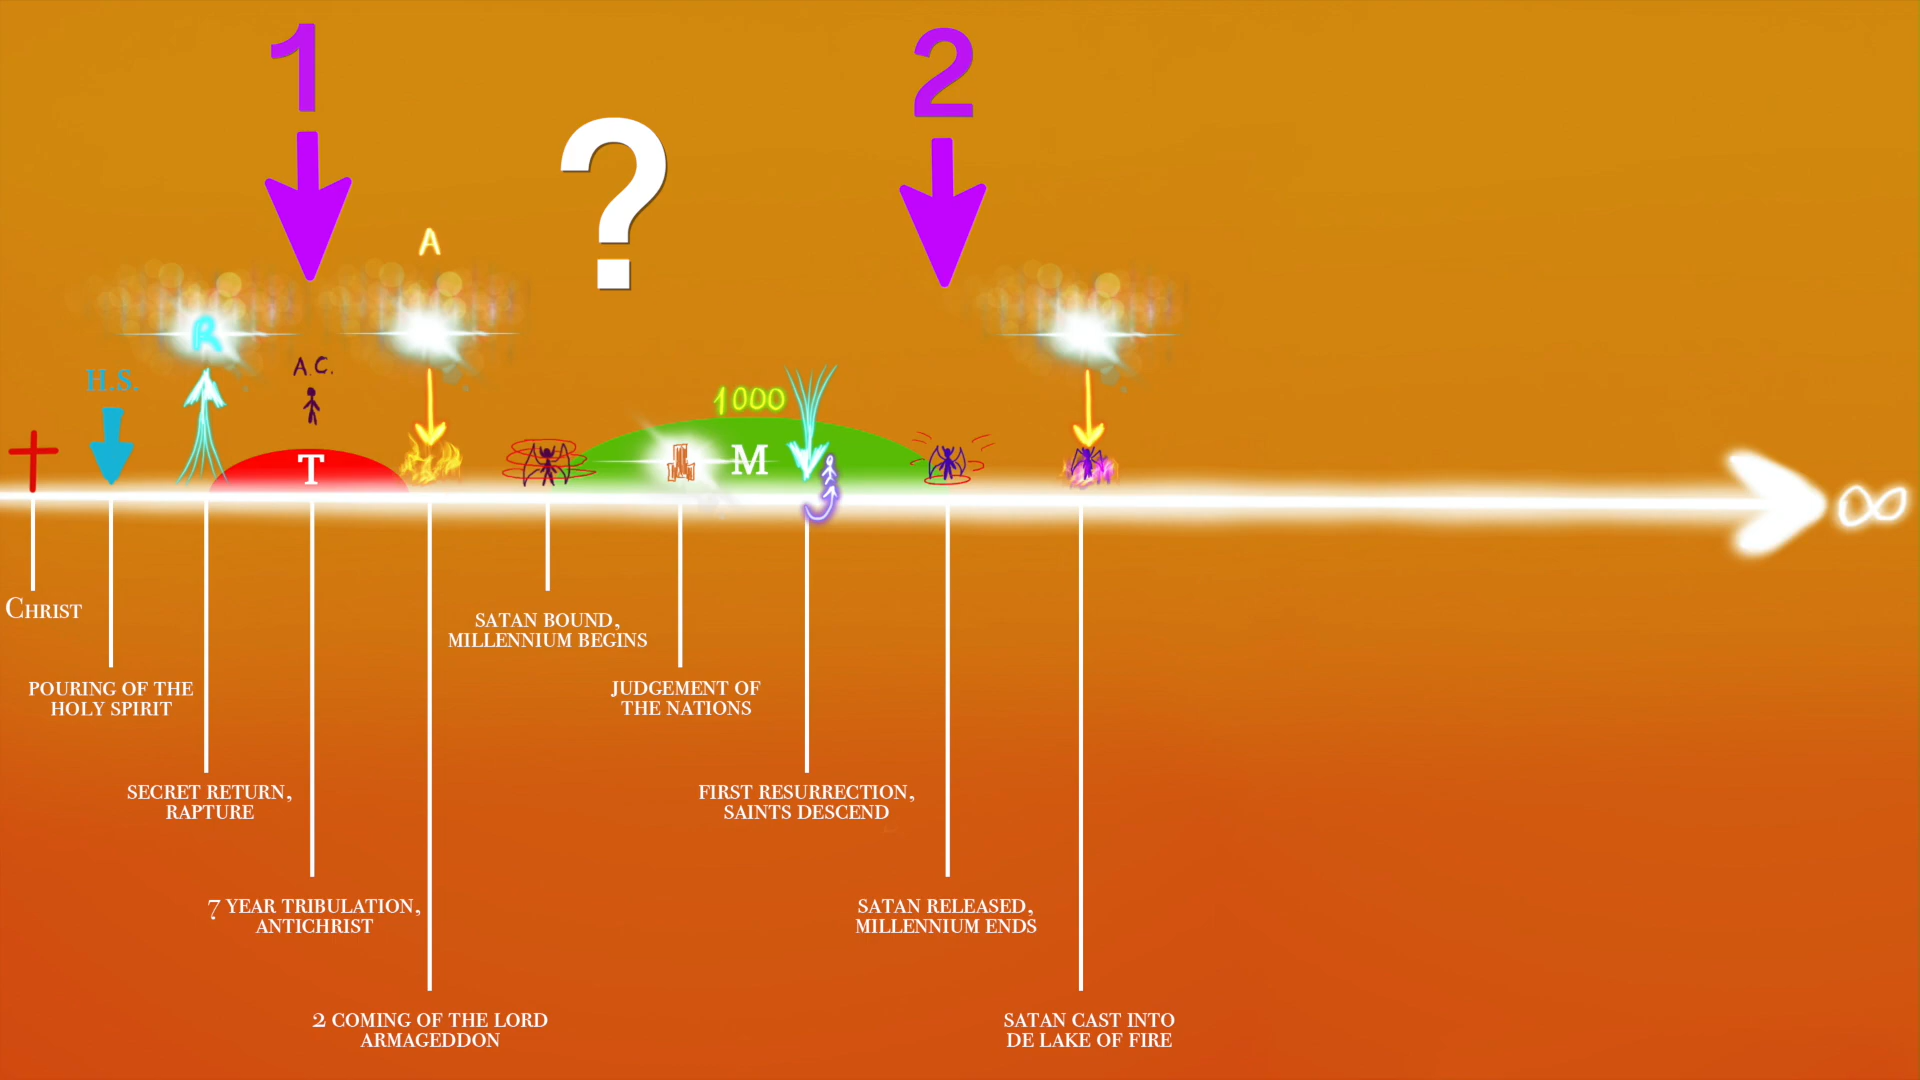 1
2
?
A
R
A.C.
H.S.
1000
T
M
∞
Christ
SATAN BOUND,
MILLENNIUM BEGINS
POURING OF THE
HOLY SPIRIT
JUDGEMENT OF
THE NATIONS
SECRET RETURN,
RAPTURE
FIRST RESURRECTION,
SAINTS DESCEND
7 YEAR TRIBULATION,
ANTICHRIST
SATAN RELEASED,
MILLENNIUM ENDS
2 COMING OF THE LORD
ARMAGEDDON
SATAN CAST INTO
DE LAKE OF FIRE